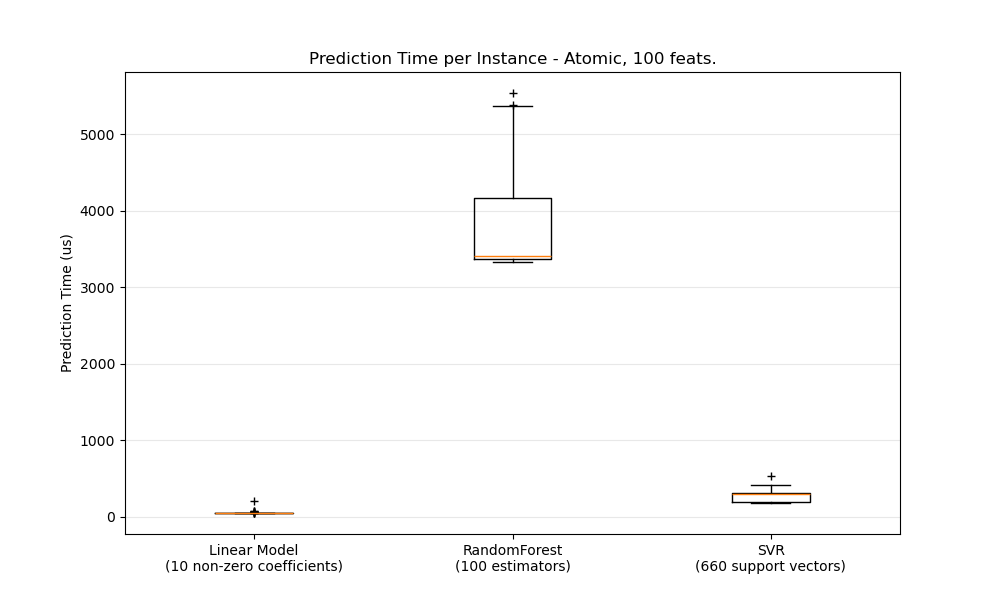 Prediction Time per Instance - Atomic, 100 feats.
Prediction Time (us)
5000
4000
3000
2000
1000
0
Linear Model
(10 non-zero coefficients)
RandomForest
(100 estimators)
SVR
(660 support vectors)